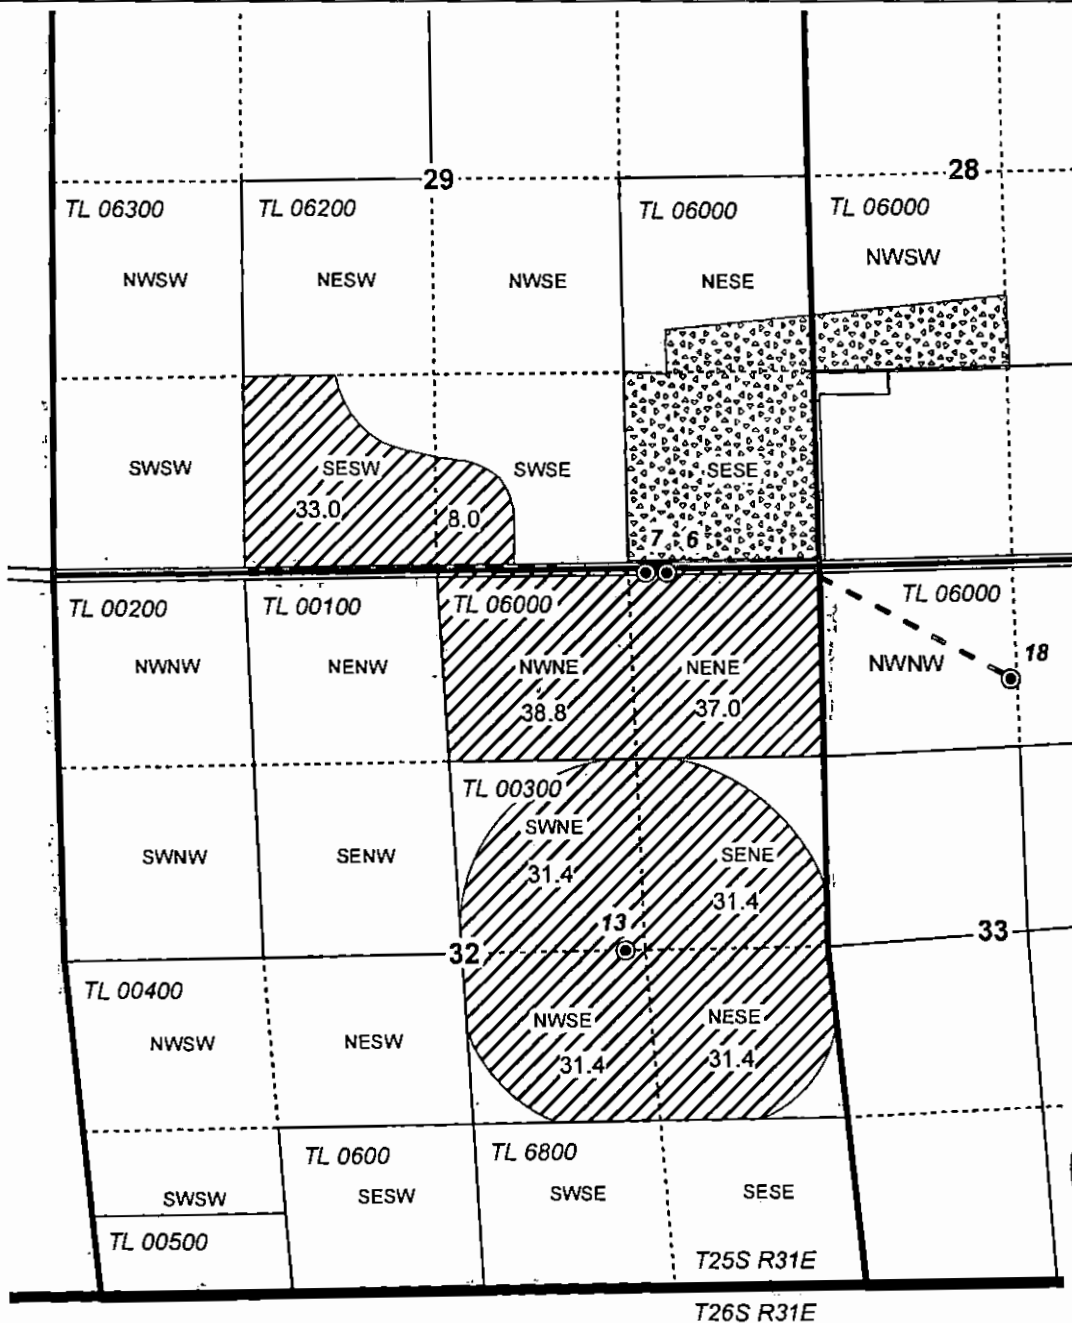 29
28
TL 06300
TL 06200
TL 06000
TL 06000
NWSW
NESW
NWSE
NESE
NWSW
SWSW
SESW
SWSE
SESE
33.0
8.0
7
6
TL 00200
TL 00100
TL 06000
TL 06000
NWNW
NENW
NWNE
NENE
NWNW
18
38.8
37.0
TL 00300
SWNW
SENW
SWNE
SENE
31.4
31.4
13
32
33
TL 00400
NWSW
NESW
NWSE
NESE
31.4
31.4
TL 0600
TL 6800
SWSW
SESW
SWSE
SESE
TL 00500
T25S R31E
T26S R31E